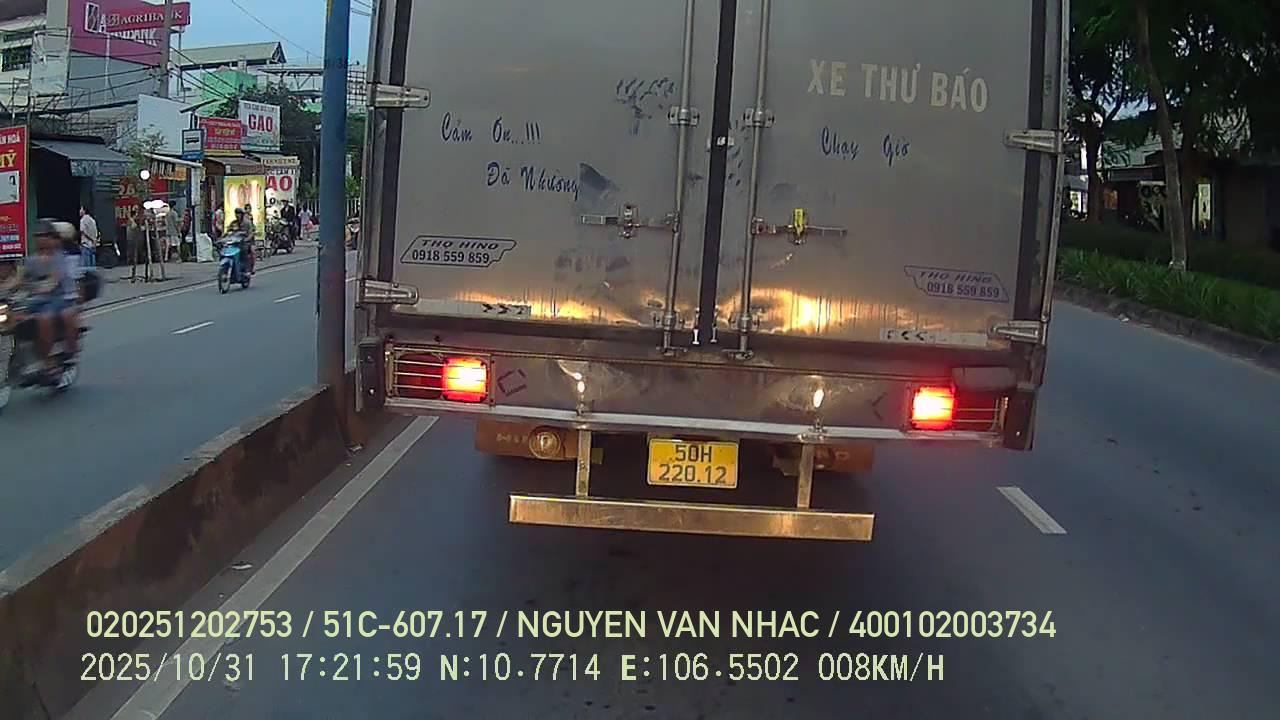 AGRIBANK
GẠO
MỸ
XE THƯ BÁO
Cảm Ơn...!!!
Chạy Giờ
Đã Nhường
THỌ HINO
0918 559 859
THỌ HINO
0918 559 859
50H
220.12
020251202753 / 51C-607.17 / NGUYEN VAN NHAC / 400102003734
2025/10/31 17:21:59 N:10.7714 E:106.5502 008KM/H